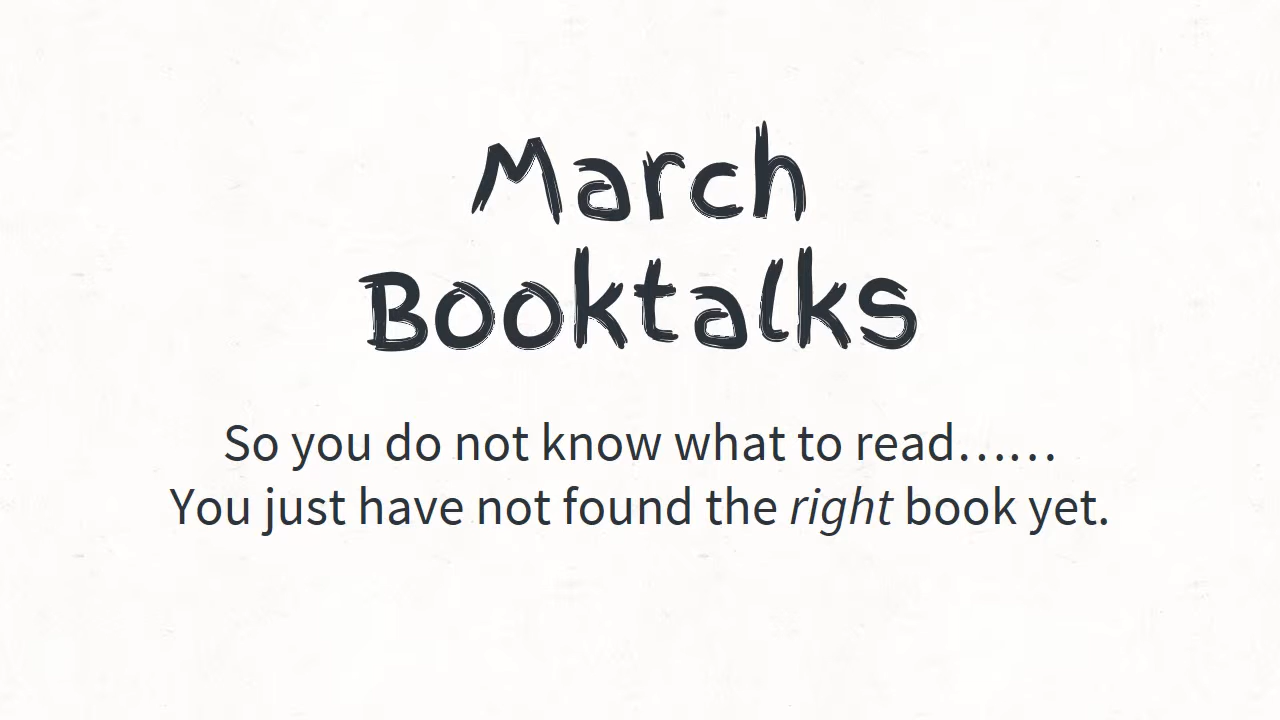 March
Booktalks
So you do not know what to read……
You just have not found the right book yet.